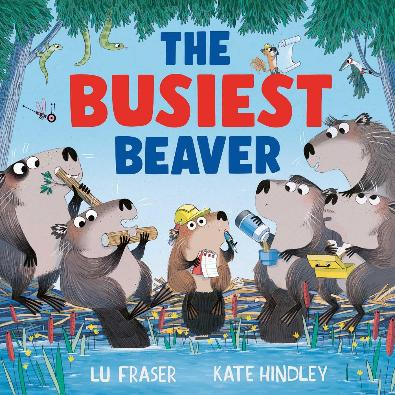 THE
BUSIEST
BEAVER
LU FRASER KATE HINDLEY